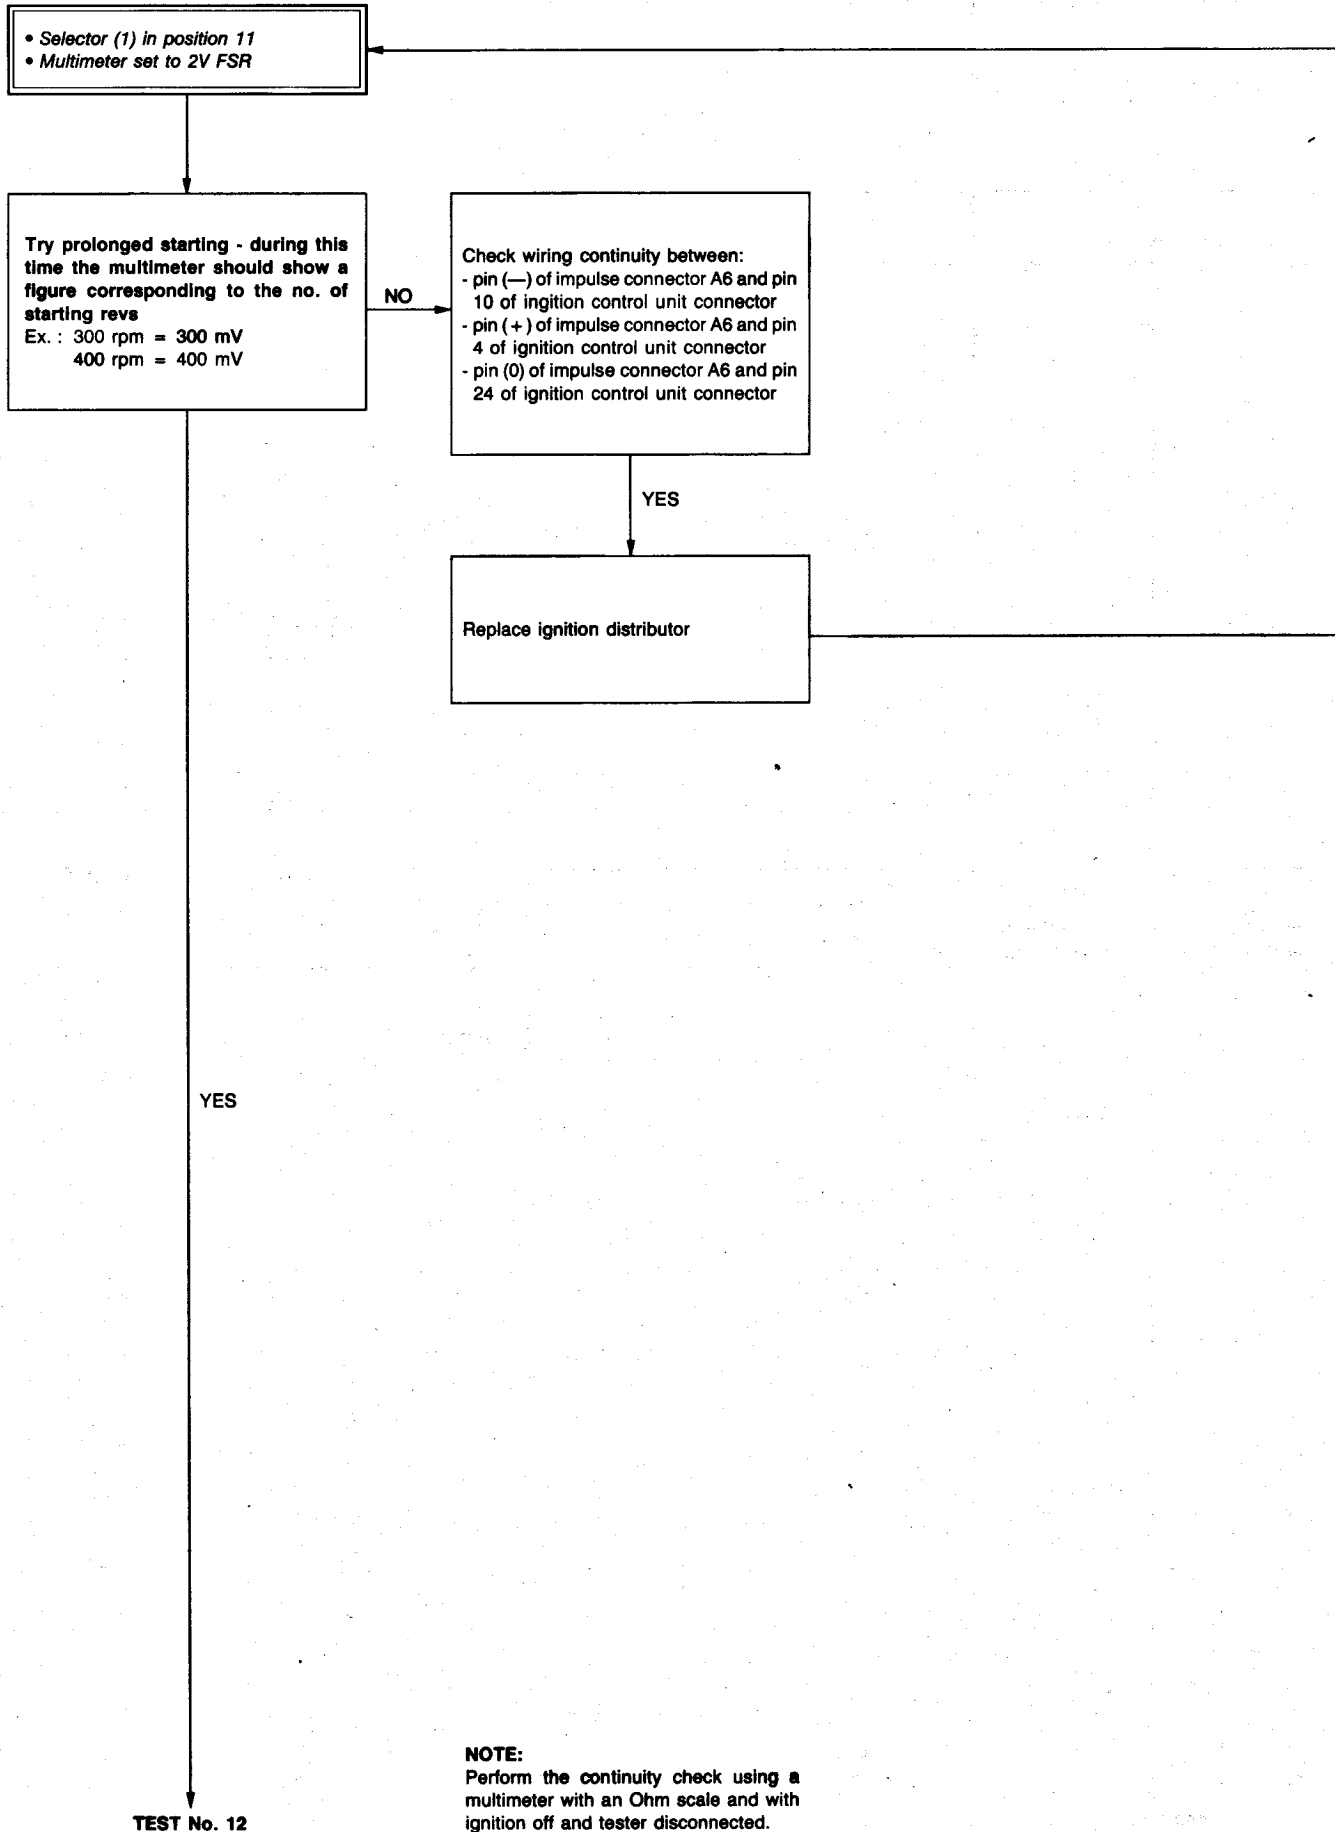 • Selector (1) in position 11
• Multimeter set to 2V FSR
Try prolonged starting - during this
time the multimeter should show a
figure corresponding to the no. of
starting revs
Ex. : 300 rpm = 300 mV
400 rpm = 400 mV
NO
Check wiring continuity between:
- pin (—) of impulse connector A6 and pin
10 of ingition control unit connector
- pin (+) of impulse connector A6 and pin
4 of ignition control unit connector
- pin (0) of impulse connector A6 and pin
24 of ignition control unit connector
YES
Replace ignition distributor
YES
NOTE:
Perform the continuity check using a
multimeter with an Ohm scale and with
ignition off and tester disconnected.
TEST No. 12